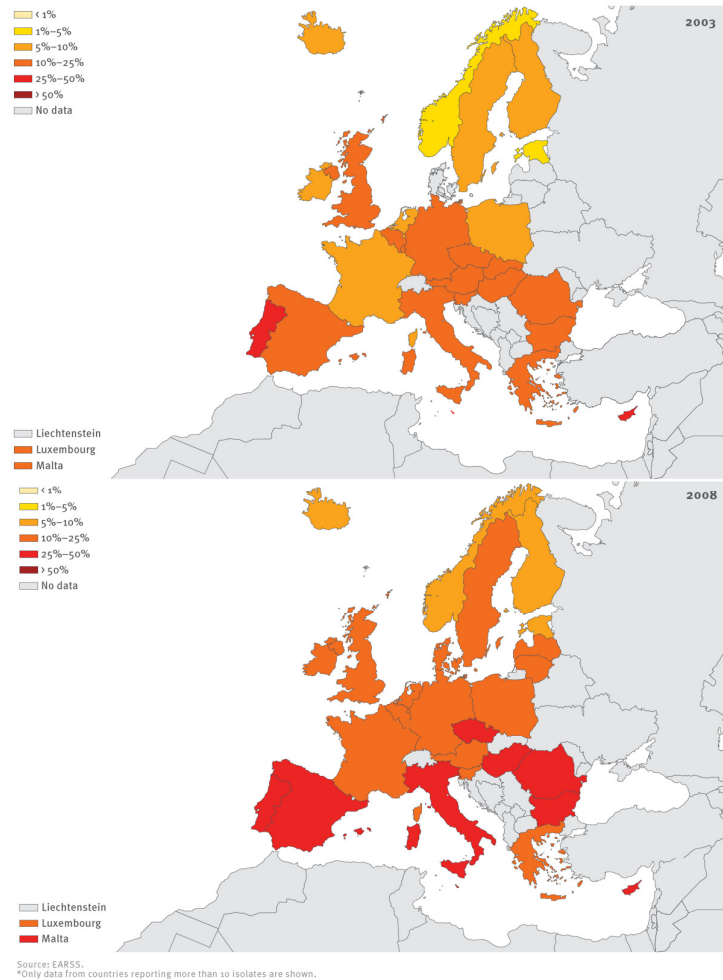 2003
< 1%
1%–5%
5%–10%
10%–25%
25%–50%
> 50%
No data
Liechtenstein
Luxembourg
Malta
2008
< 1%
1%–5%
5%–10%
10%–25%
25%–50%
> 50%
No data
Liechtenstein
Luxembourg
Malta
Source: EARSS.
*Only data from countries reporting more than 10 isolates are shown.